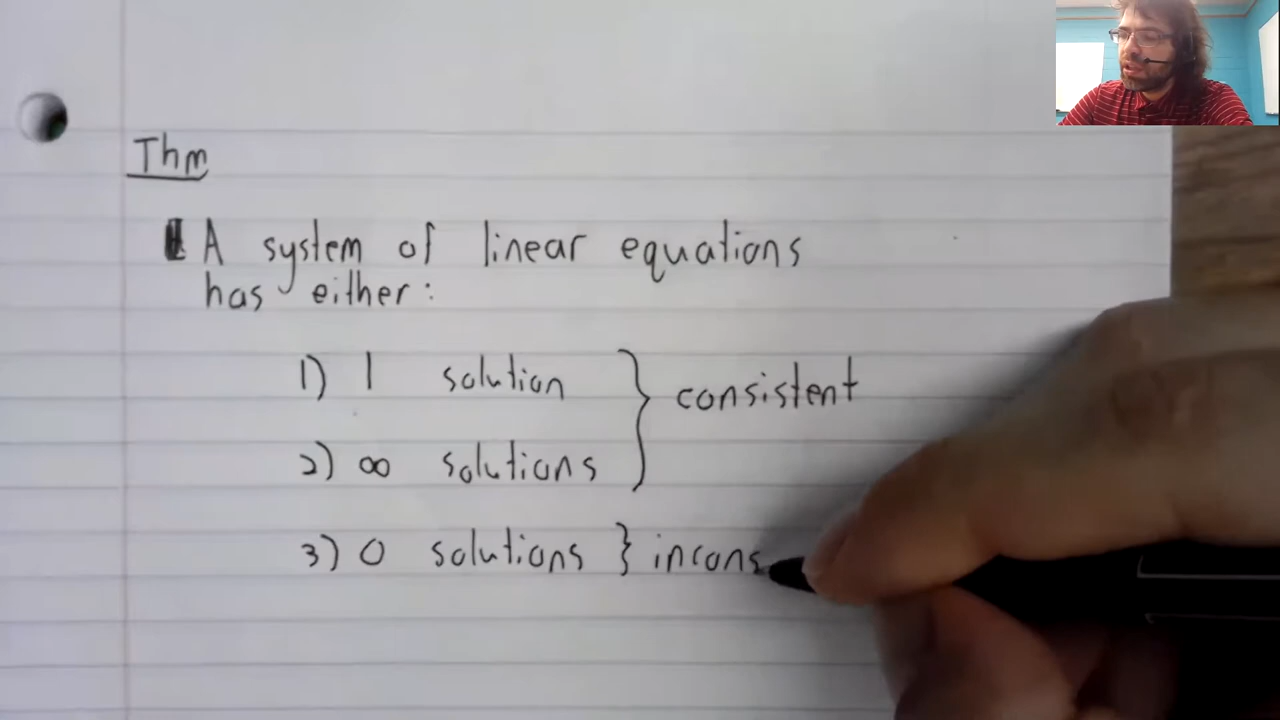 Thm
A system of linear equations
has either:
1) 1 solution } consistent
2) ∞ solutions
3) 0 solutions } incons